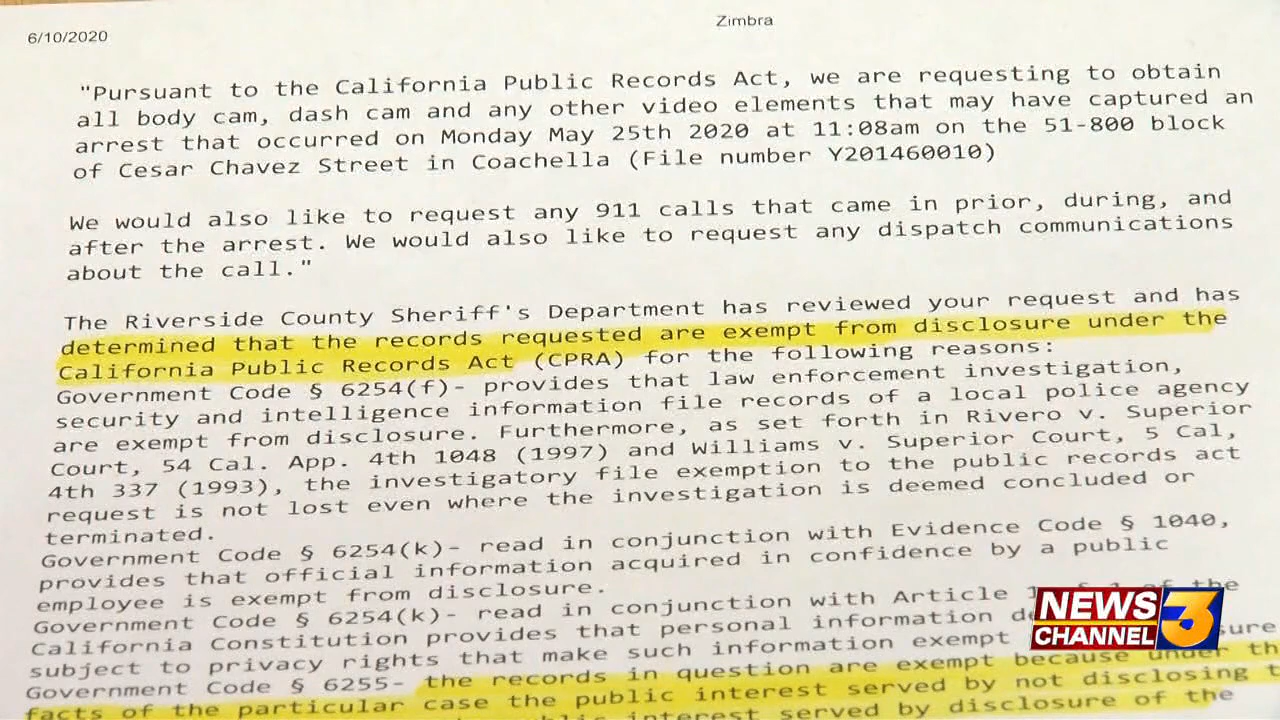 Zimbra
6/10/2020
"Pursuant to the California Public Records Act, we are requesting to obtain
all body cam, dash cam and any other video elements that may have captured an
arrest that occurred on Monday May 25th 2020 at 11:08am on the 51-800 block
of Cesar Chavez Street in Coachella (File number Y201460010)
We would also like to request any 911 calls that came in prior, during, and
after the arrest. We would also like to request any dispatch communications
about the call."
The Riverside County Sheriff's Department has reviewed your request and has
determined that the records requested are exempt from disclosure under the
California Public Records Act (CPRA) for the following reasons:
Government Code § 6254(f)- provides that law enforcement investigation,
security and intelligence information file records of a local police agency
are exempt from disclosure. Furthermore, as set forth in Rivero v. Superior
Court, 54 Cal. App. 4th 1048 (1997) and Williams v. Superior Court, 5 Cal,
4th 337 (1993), the investigatory file exemption to the public records act
request is not lost even where the investigation is deemed concluded or
terminated.
Government Code § 6254(k)- read in conjunction with Evidence Code § 1040,
provides that official information acquired in confidence by a public
employee is exempt from disclosure.
Government Code § 6254(k)- read in conjunction with Article 1 of the
California Constitution provides that personal information
subject to privacy rights that make such information exempt
Government Code § 6255- the records in question are exempt because under
facts of the particular case the public interest served by not disclosing
interest served by disclosure of the
NEWS
CHANNEL 3